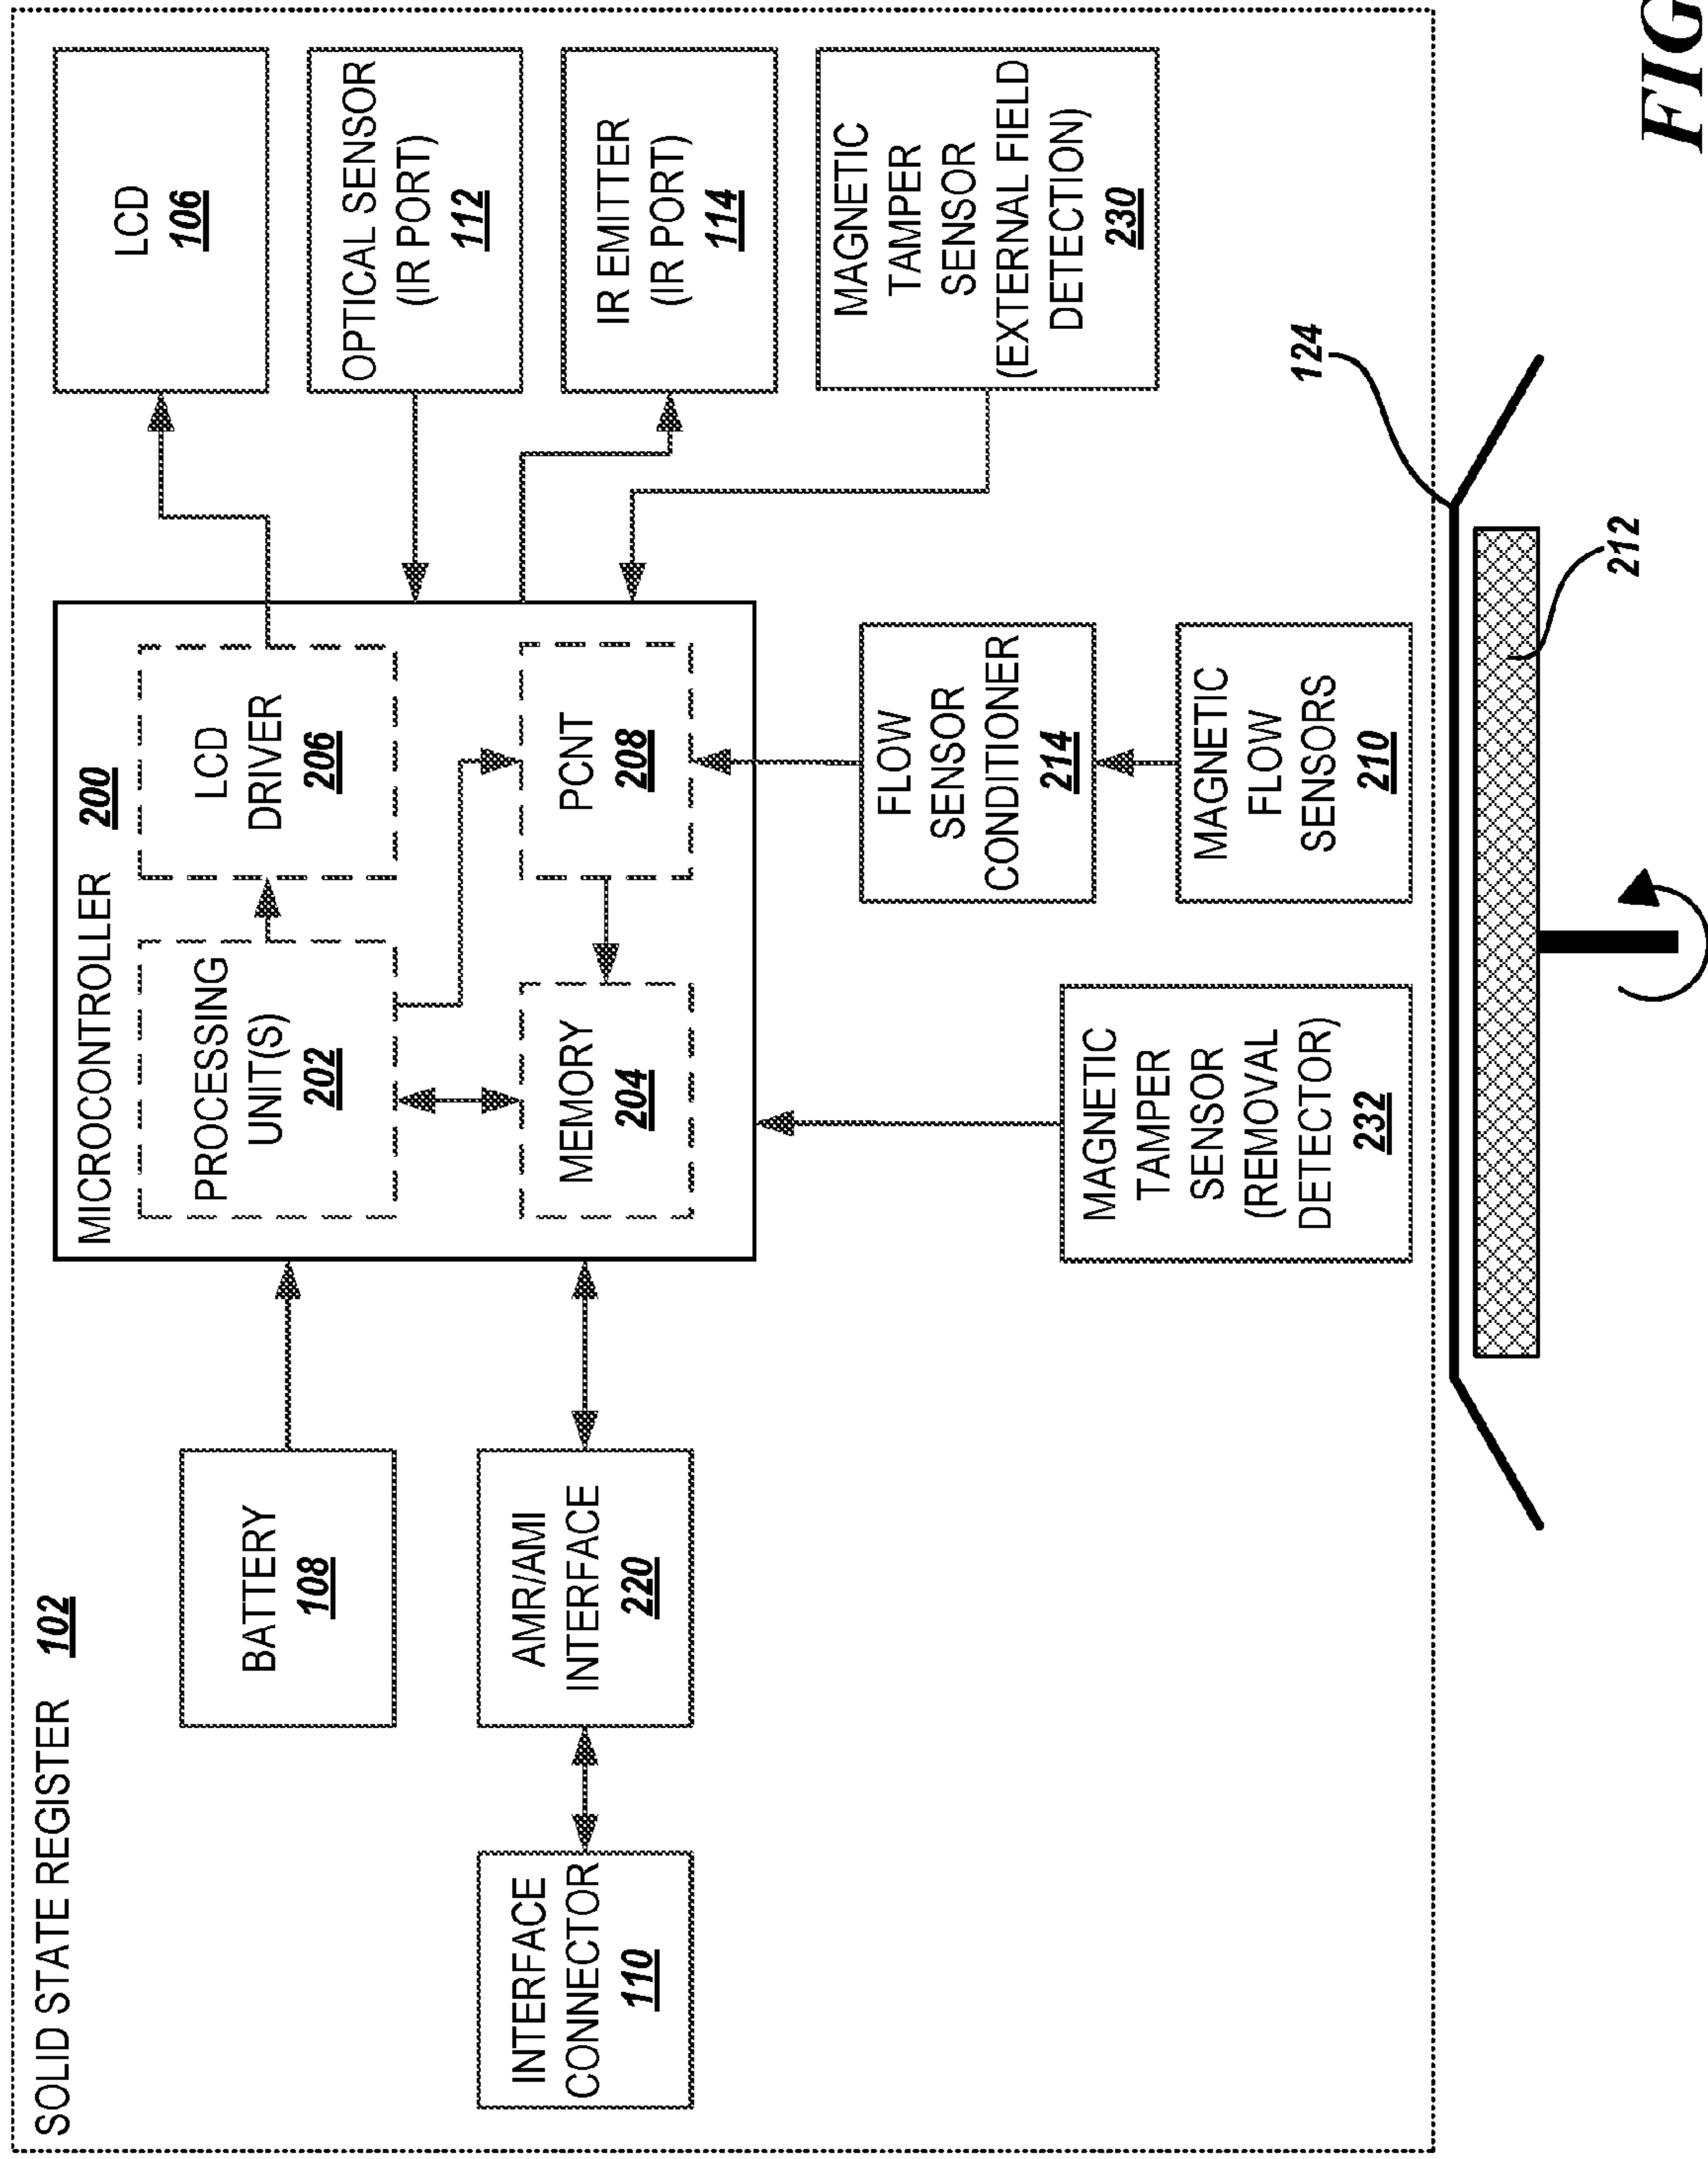 SOLID STATE REGISTER 102
MICROCONTROLLER 200
BATTERY
108
PROCESSING
UNIT(S)
202
LCD
DRIVER
206
LCD
106
INTERFACE
CONNECTOR
110
AMR/AMI
INTERFACE
220
MEMORY
204
PCNT
208
OPTICAL SENSOR
(IR PORT)
112
IR EMITTER
(IR PORT)
114
MAGNETIC
TAMPER
SENSOR
(EXTERNAL FIELD
DETECTION)
230
FLOW
SENSOR
CONDITIONER
214
MAGNETIC
TAMPER
SENSOR
(REMOVAL
DETECTOR)
232
MAGNETIC
FLOW
SENSORS
210
124
212
FIG